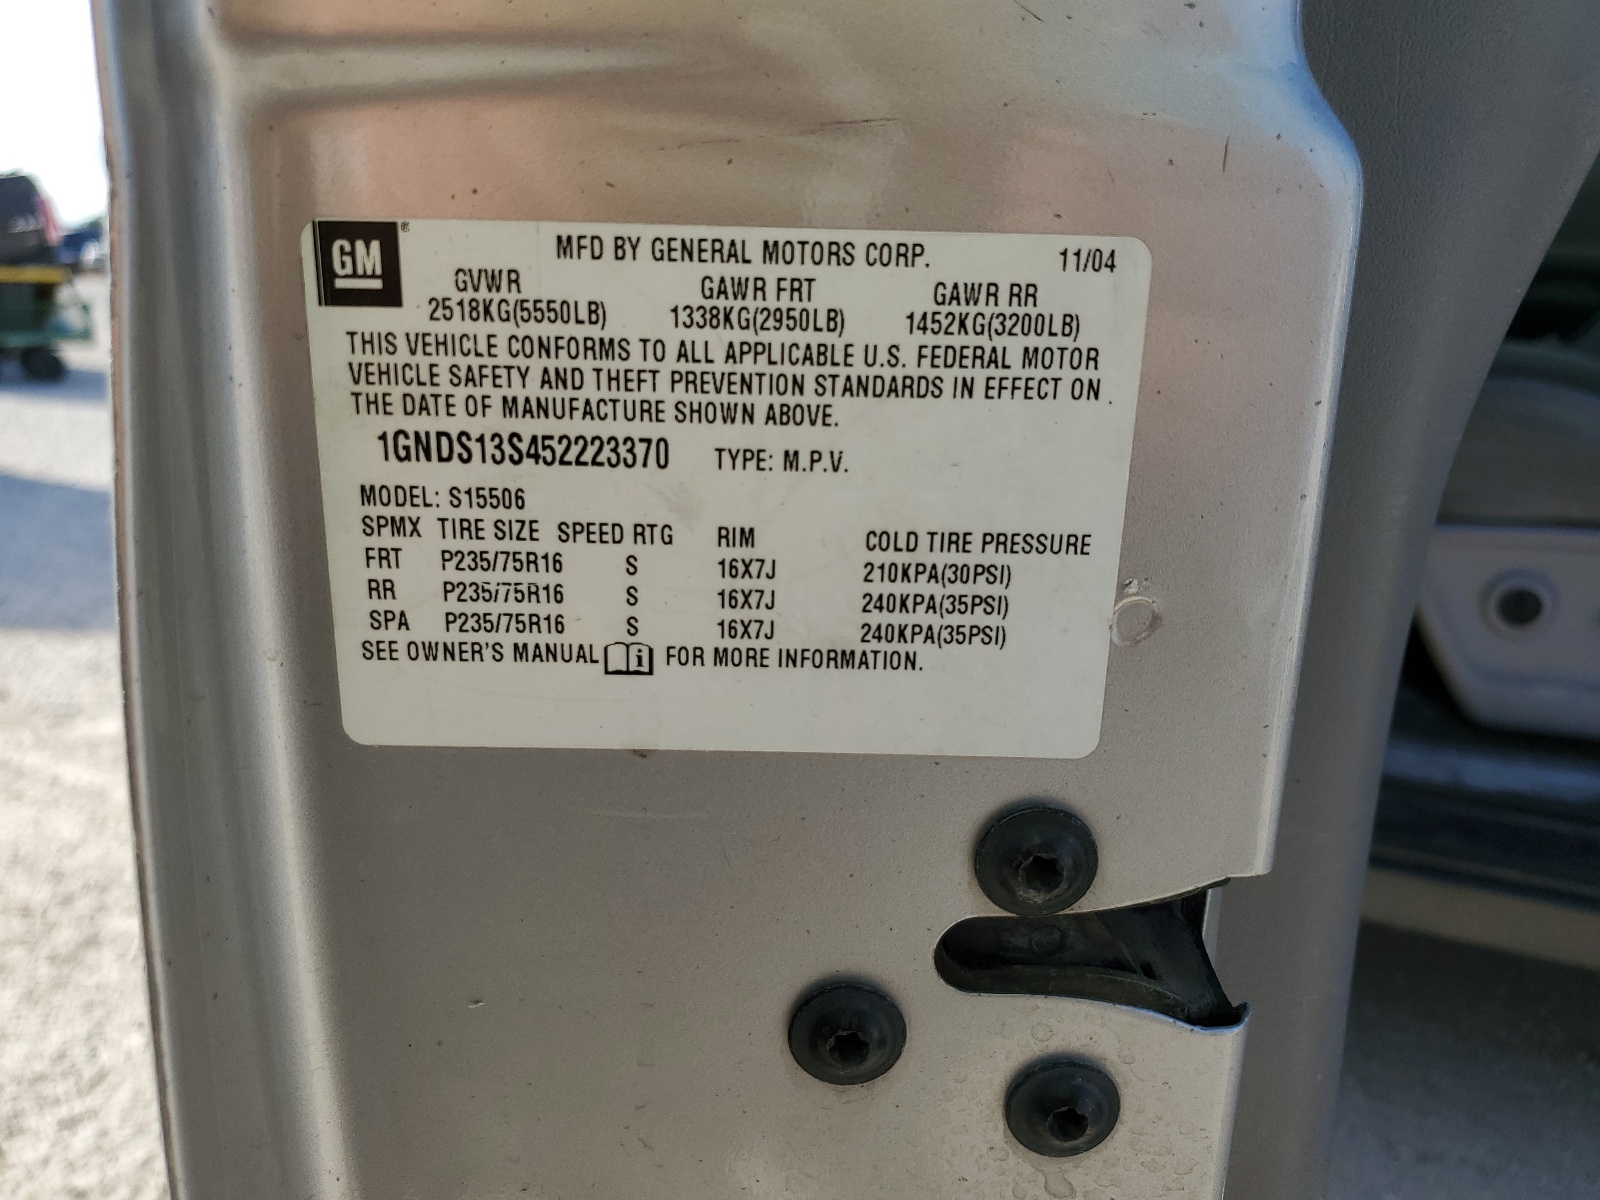 GM® MFD BY GENERAL MOTORS CORP. 11/04
GVWR GAWR FRT GAWR RR
2518KG(5550LB) 1338KG(2950LB) 1452KG(3200LB)
THIS VEHICLE CONFORMS TO ALL APPLICABLE U.S. FEDERAL MOTOR
VEHICLE SAFETY AND THEFT PREVENTION STANDARDS IN EFFECT ON
THE DATE OF MANUFACTURE SHOWN ABOVE.
1GNDS13S452223370 TYPE: M.P.V.
MODEL: S15506
SPMX TIRE SIZE SPEED RTG RIM COLD TIRE PRESSURE
FRT P235/75R16 S 16X7J 210KPA(30PSI)
RR P235/75R16 S 16X7J 240KPA(35PSI)
SPA P235/75R16 S 16X7J 240KPA(35PSI)
SEE OWNER'S MANUAL i FOR MORE INFORMATION.